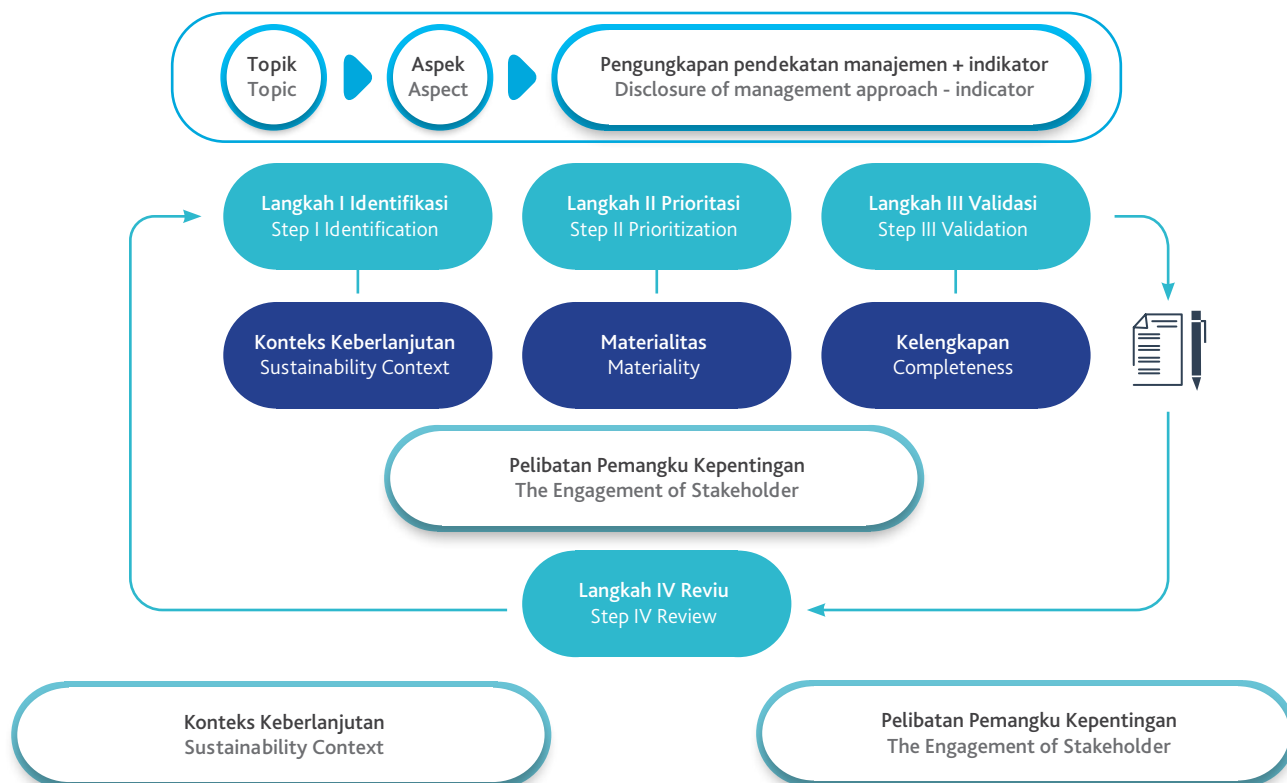 Topik
Topic
Aspek
Aspect
Pengungkapan pendekatan manajemen + indikator
Disclosure of management approach - indicator
Langkah I Identifikasi
Step I Identification
Langkah II Prioritasi
Step II Prioritization
Langkah III Validasi
Step III Validation
Konteks Keberlanjutan
Sustainability Context
Materialitas
Materiality
Kelengkapan
Completeness
Pelibatan Pemangku Kepentingan
The Engagement of Stakeholder
Langkah IV Reviu
Step IV Review
Konteks Keberlanjutan
Sustainability Context
Pelibatan Pemangku Kepentingan
The Engagement of Stakeholder